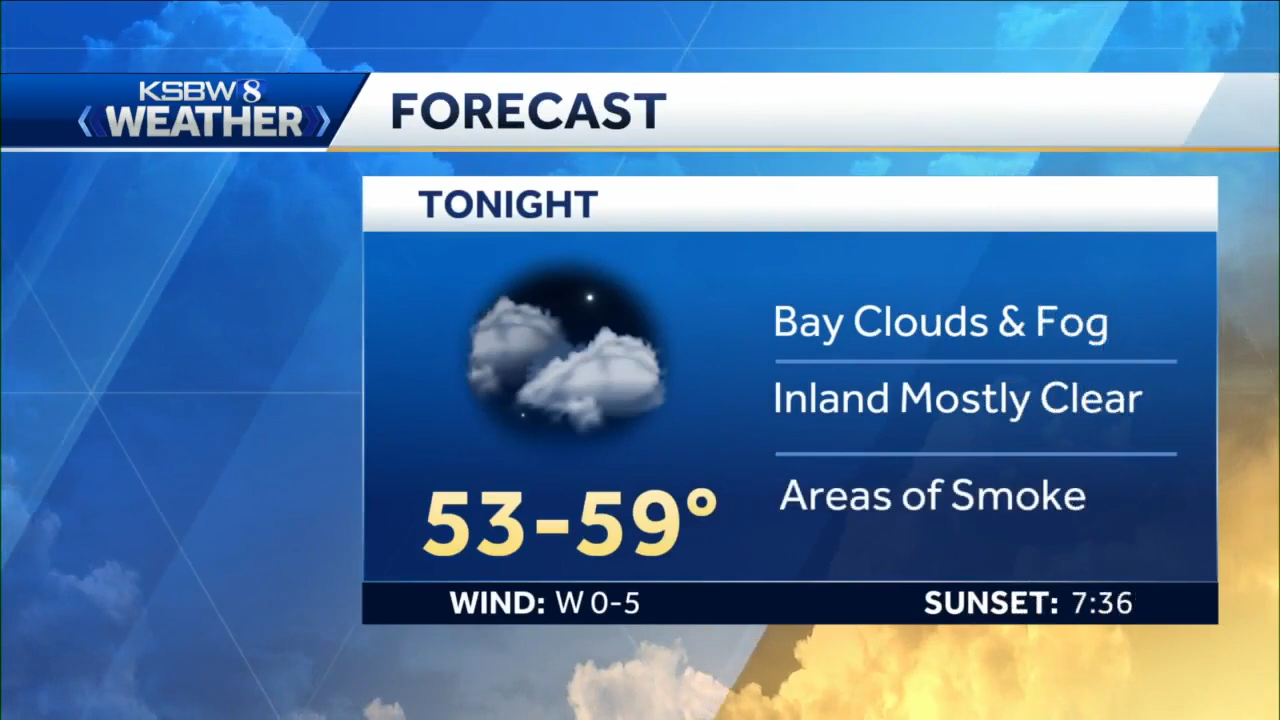 KSBW 8
WEATHER
FORECAST
TONIGHT
Bay Clouds & Fog
Inland Mostly Clear
Areas of Smoke
53-59°
WIND: W 0-5
SUNSET: 7:36